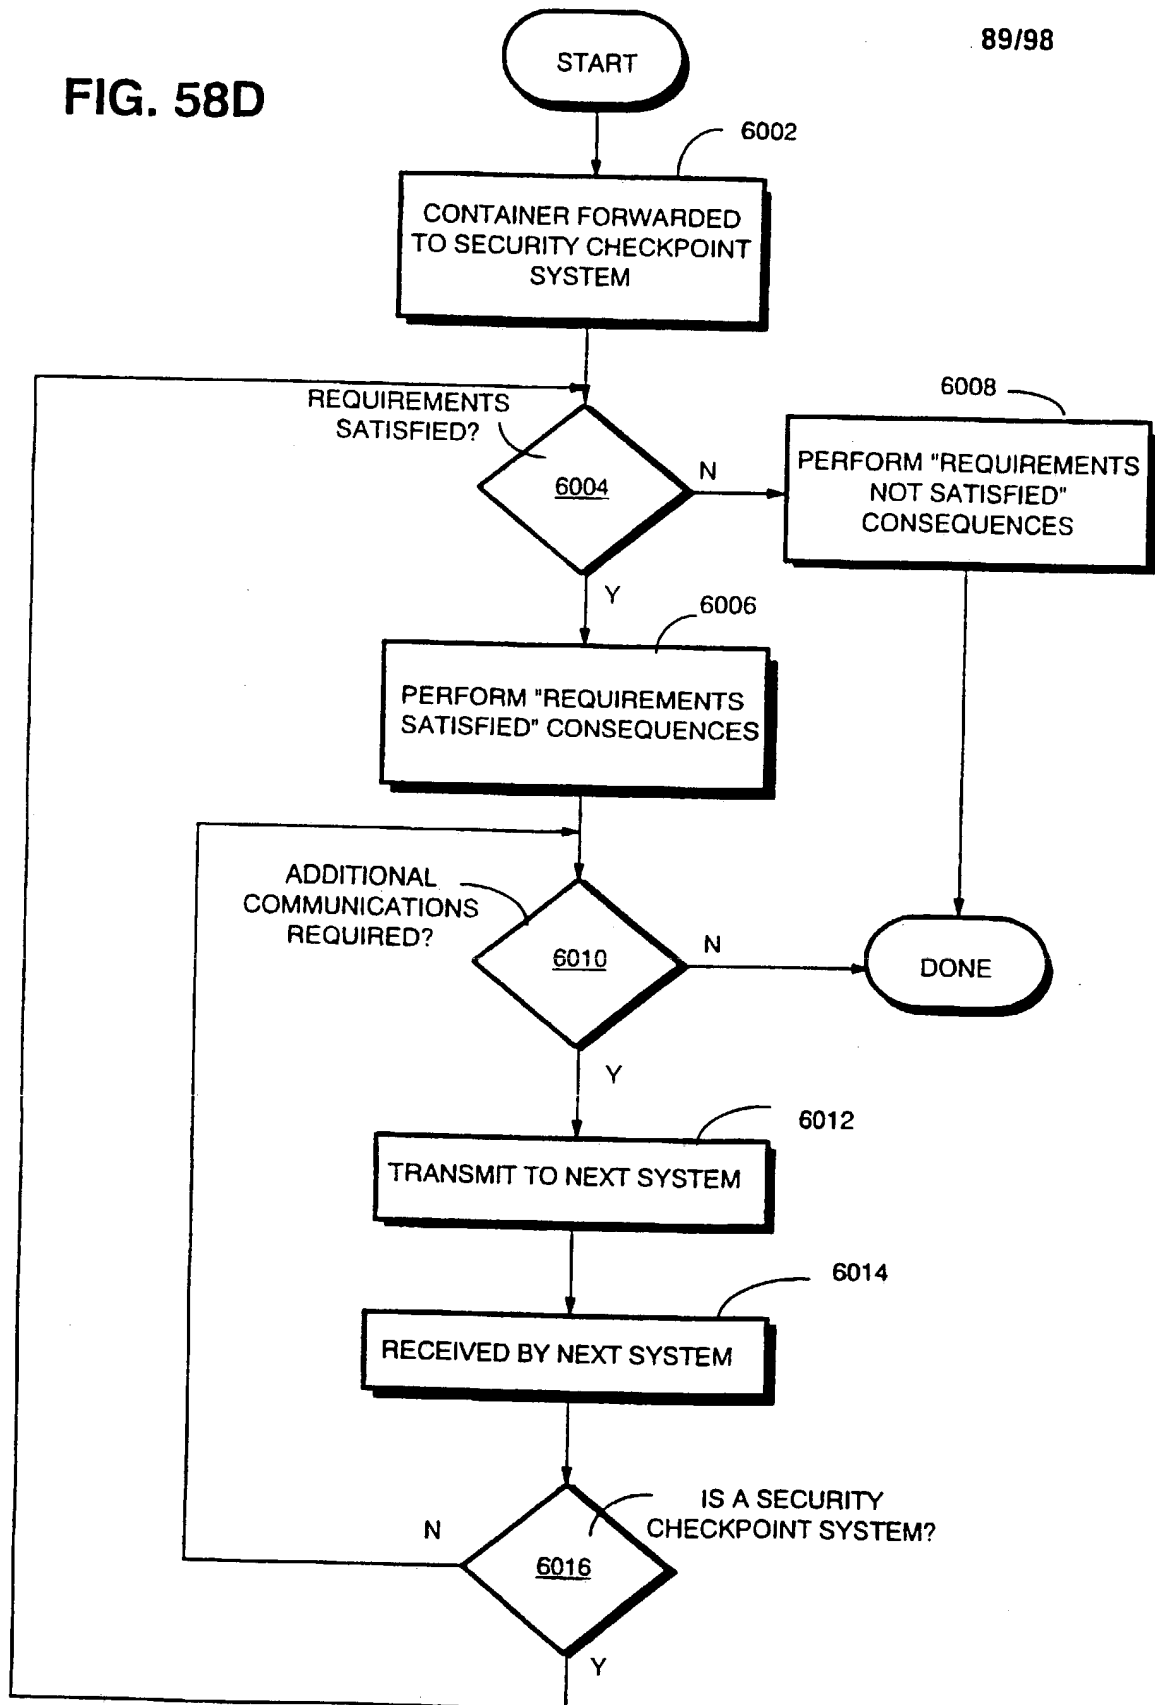 89/98
FIG. 58D
START
6002
CONTAINER FORWARDED
TO SECURITY CHECKPOINT
SYSTEM
REQUIREMENTS
SATISFIED?
6004
N
Y
6008
PERFORM "REQUIREMENTS
NOT SATISFIED"
CONSEQUENCES
6006
PERFORM "REQUIREMENTS
SATISFIED" CONSEQUENCES
ADDITIONAL
COMMUNICATIONS
REQUIRED?
6010
N
DONE
Y
6012
TRANSMIT TO NEXT SYSTEM
6014
RECEIVED BY NEXT SYSTEM
IS A SECURITY
CHECKPOINT SYSTEM?
N
6016
Y